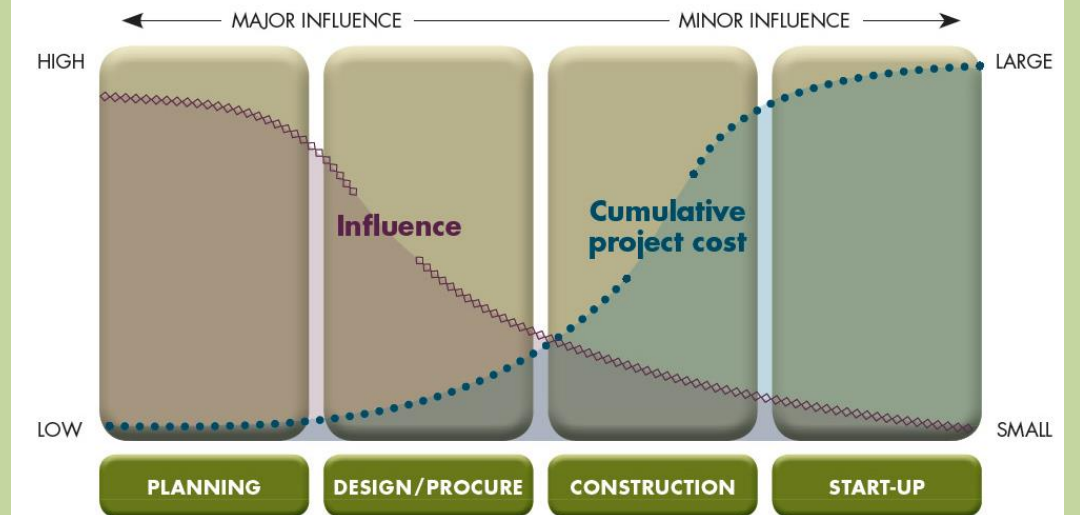 MAJOR INFLUENCE
MINOR INFLUENCE
HIGH
LARGE
Influence
Cumulative
project cost
LOW
SMALL
PLANNING
DESIGN/PROCURE
CONSTRUCTION
START-UP